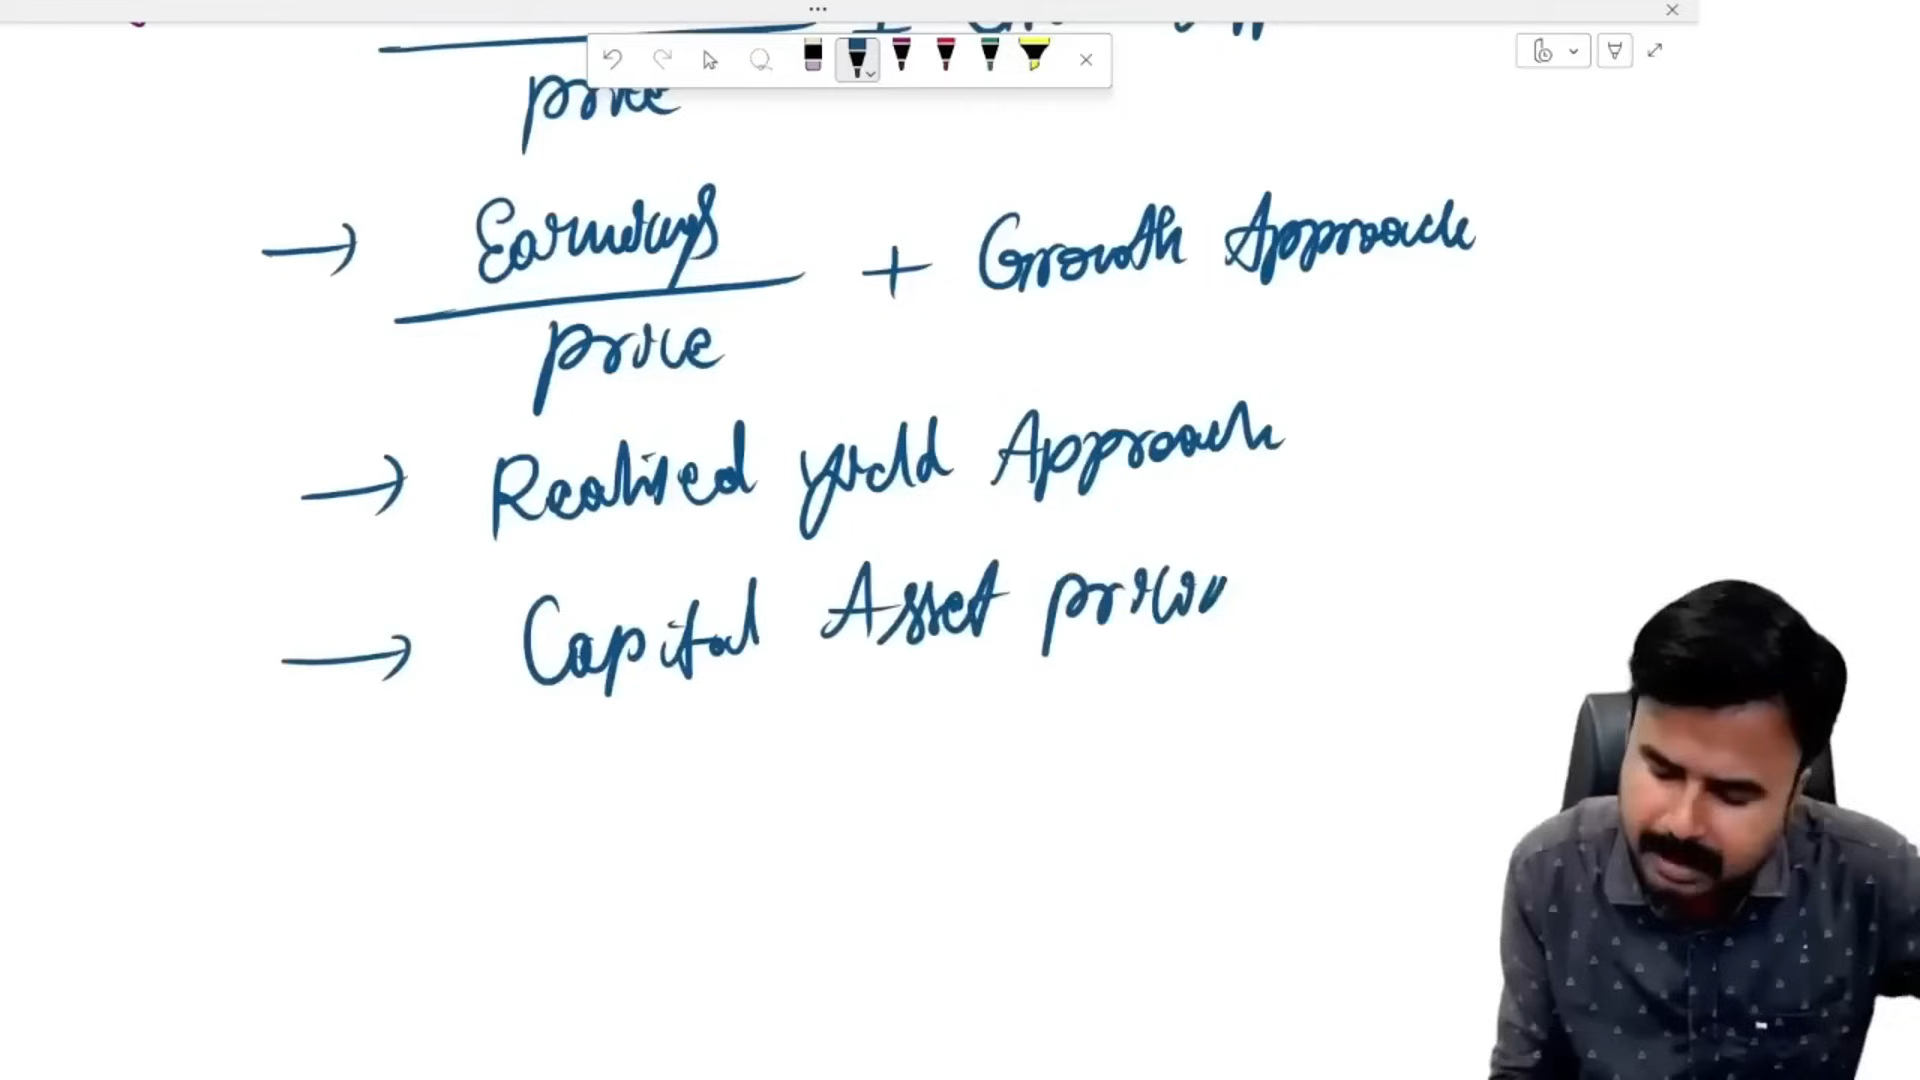 price
→ Earnings
+ Growth Approach
price
→ Realised yield Approach
→ Capital Asset pricin